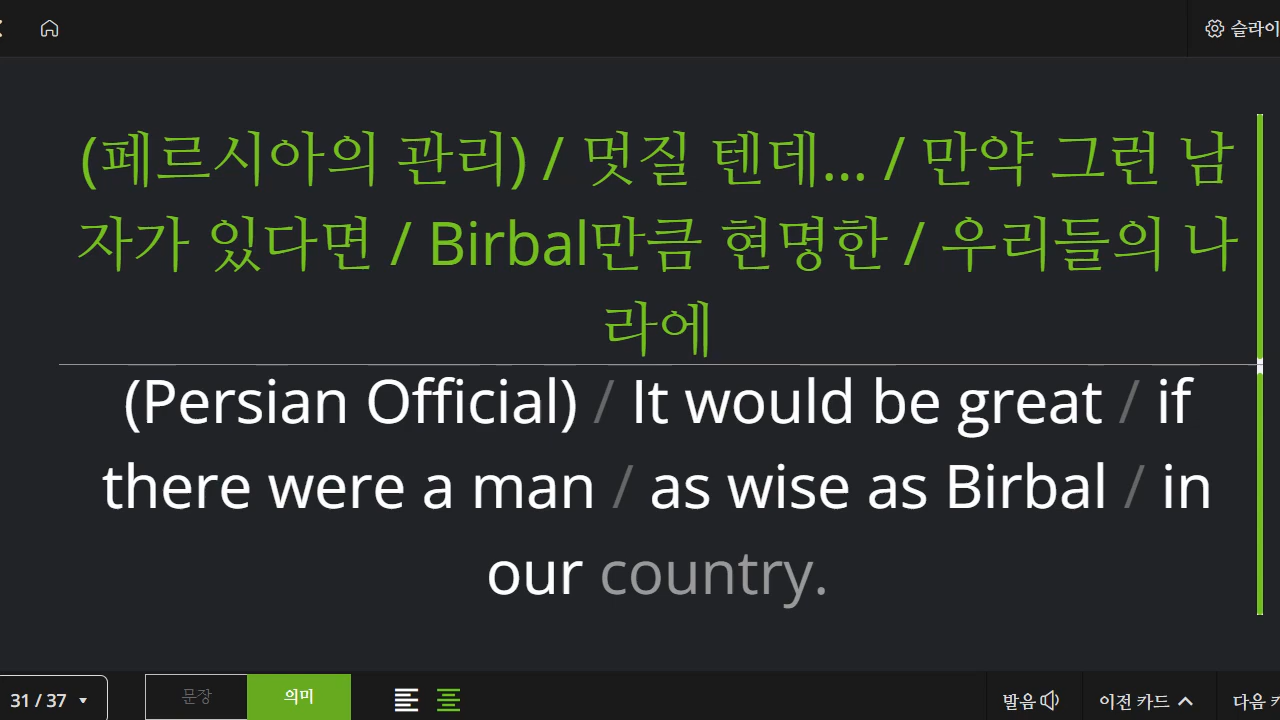 슬라이
(페르시아의 관리) / 멋질 텐데... / 만약 그런 남
자가 있다면 / Birbal만큼 현명한 / 우리들의 나
라에
(Persian Official) / It would be great / if
there were a man / as wise as Birbal / in
our country.
31 / 37 문장 의미 발음 이전 카드 다음